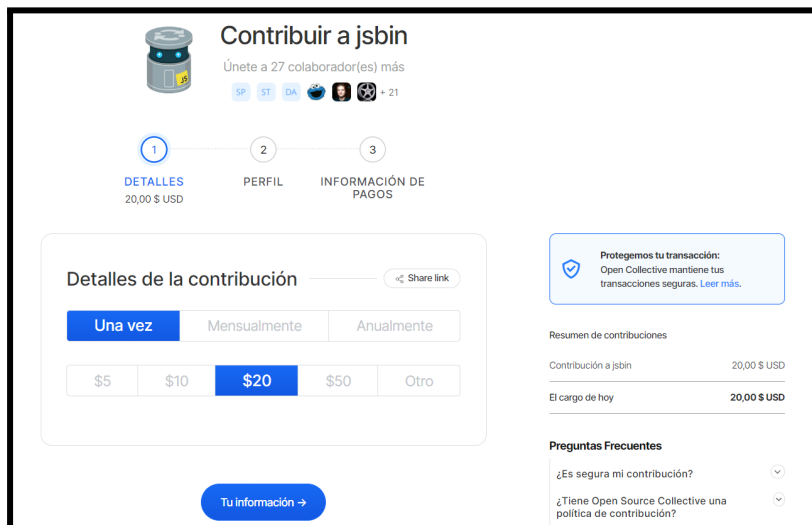 Contribuir a jsbin
Únete a 27 colaborador(es) más
SP ST DA + 21
JS
1 2 3
DETALLES PERFIL INFORMACIÓN DE
PAGOS
20,00 $ USD
Detalles de la contribución
Share link
Una vez Mensualmente Anualmente
$5 $10 $20 $50 Otro
Tu información →
Protegemos tu transacción:
Open Collective mantiene tus
transacciones seguras. Leer más.
Resumen de contribuciones
Contribución a jsbin 20,00 $ USD
El cargo de hoy 20,00 $ USD
Preguntas Frecuentes
¿Es segura mi contribución?
¿Tiene Open Source Collective una
política de contribución?